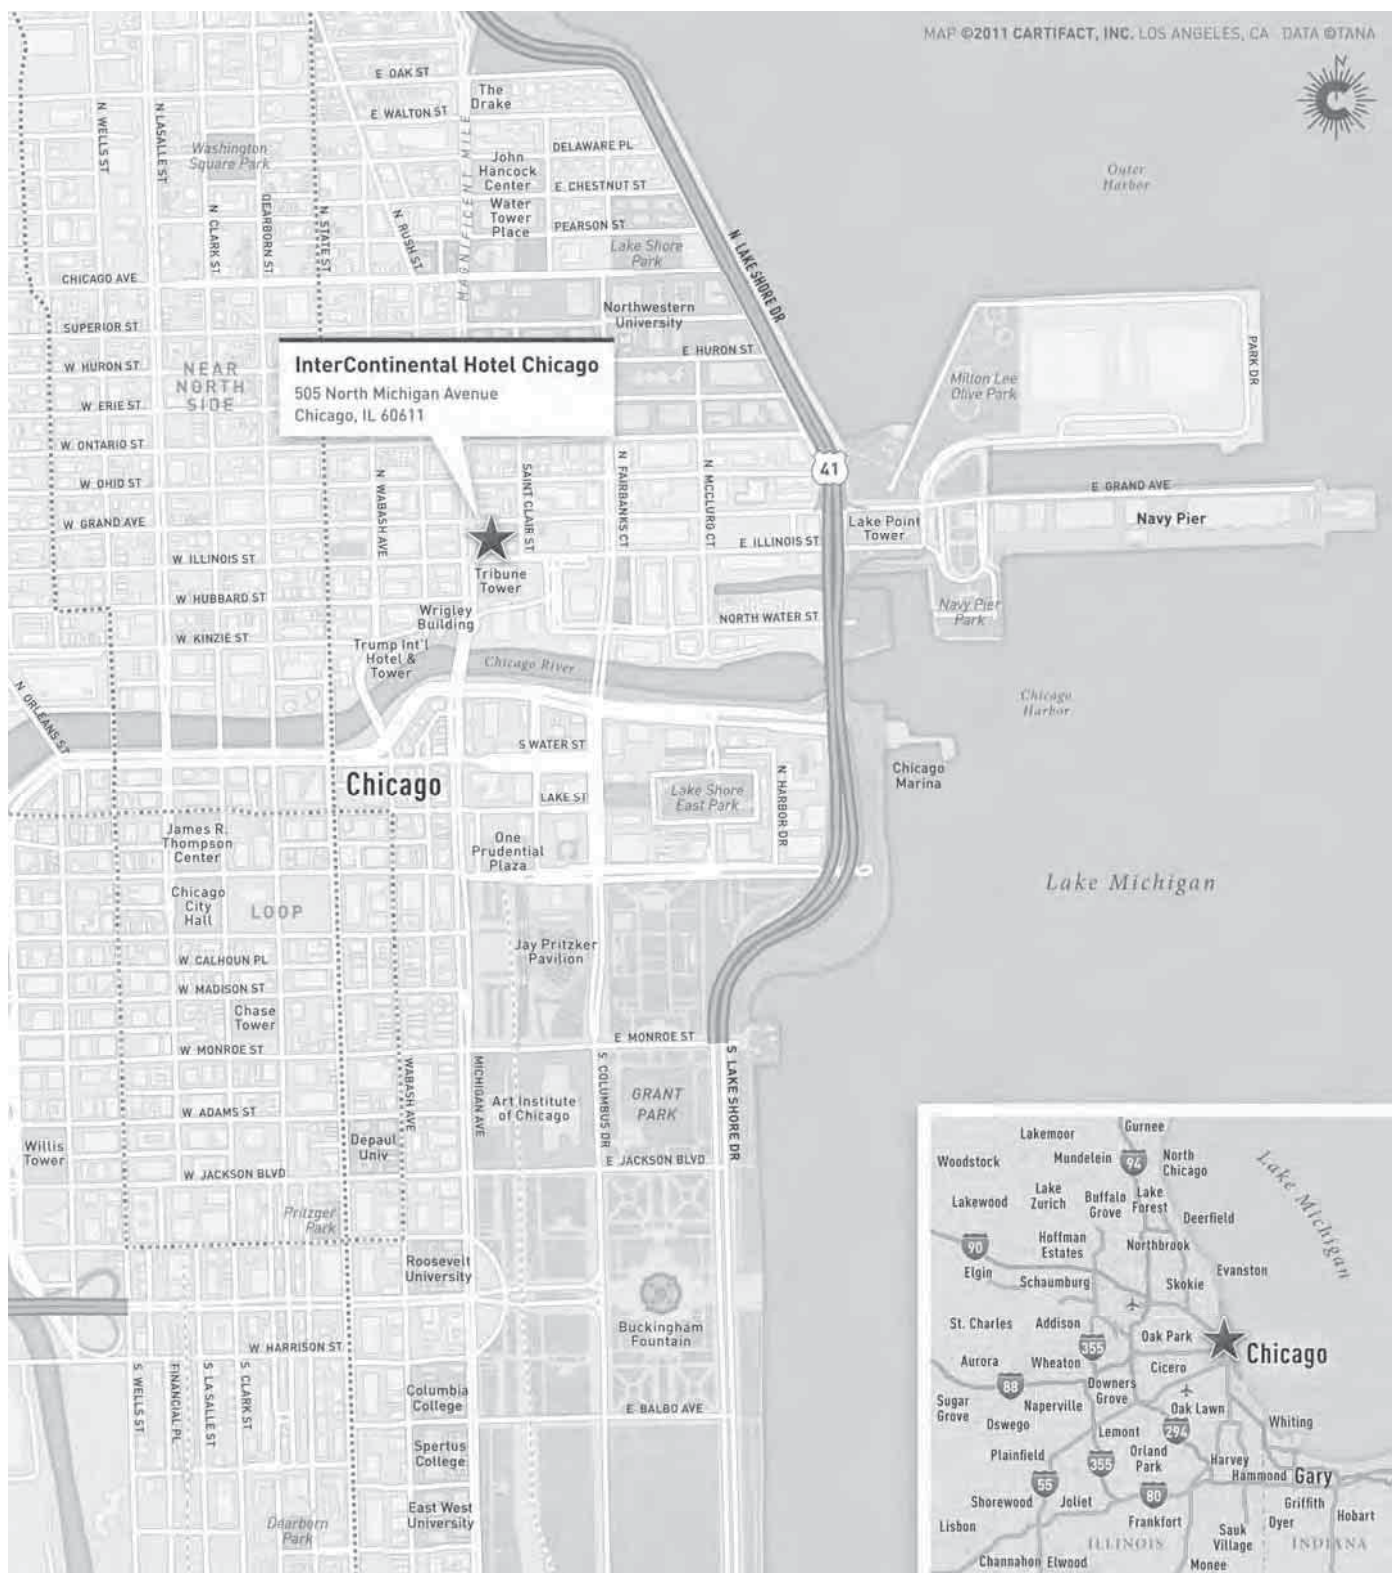 MAP ©2011 CARTIFACT, INC. LOS ANGELES, CA DATA ©TANA
N
C
E OAK ST
The
Drake
E WALTON ST
N WELLS ST
N LASALLE ST
Washington
Square Park
MAGNIFICENT MILE
DELAWARE PL
John
Hancock
Center
E CHESTNUT ST
Outer
Harbor
Water
Tower
Place
PEARSON ST
N CLARK ST
DEARBORN ST
N STATE ST
N RUSH ST
Lake Shore
Park
N LAKE SHORE DR
CHICAGO AVE
Northwestern
University
SUPERIOR ST
E HURON ST
InterContinental Hotel Chicago
505 North Michigan Avenue
Chicago, IL 60611
W HURON ST
NEAR
NORTH
SIDE
PARK DR
Milton Lee
Olive Park
W ERIE ST
W ONTARIO ST
41
W OHIO ST
N WABASH AVE
SAINT CLAIR ST
N FAIRBANKS CT
N MCCLURG CT
E GRAND AVE
W GRAND AVE
Lake Point
Tower
Navy Pier
E ILLINOIS ST
W ILLINOIS ST
Tribune
Tower
W HUBBARD ST
Wrigley
Building
NORTH WATER ST
Navy Pier
Park
W KINZIE ST
Trump Int'l
Hotel &
Tower
Chicago River
Chicago
Harbor
N ORLEANS ST
S WATER ST
Chicago
Chicago
Marina
LAKE ST
Lake Shore
East Park
N HARBOR DR
James R.
Thompson
Center
One
Prudential
Plaza
Lake Michigan
Chicago
City
Hall
LOOP
Jay Pritzker
Pavilion
W CALHOUN PL
W MADISON ST
Chase
Tower
E MONROE ST
W MONROE ST
WABASH AVE
MICHIGAN AVE
S COLUMBUS DR
S LAKE SHORE DR
Art Institute
of Chicago
GRANT
PARK
W ADAMS ST
Willis
Tower
Depaul
Univ
E JACKSON BLVD
W JACKSON BLVD
Pritzger
Park
Roosevelt
University
Buckingham
Fountain
W HARRISON ST
S WELLS ST
FINANCIAL PL
S LA SALLE ST
S CLARK ST
Columbia
College
E BALBO AVE
Spertus
College
East West
University
Dearborn
Park
Gurnee
Lakemoor
Woodstock
Mundelein
94
North
Chicago
Lake Michigan
Lakewood
Lake
Zurich
Buffalo
Grove
Lake
Forest
Deerfield
90
Hoffman
Estates
Northbrook
Elgin
Schaumburg
Skokie
Evanston
St. Charles
Addison
Oak Park
355
Chicago
Aurora
Wheaton
Cicero
88
Downers
Grove
Sugar
Grove
Naperville
Oak Lawn
Oswego
Lemont
294
Whiting
Plainfield
355
Orland
Park
Harvey
Hammond
Gary
55
Shorewood
Joliet
80
Griffith
Lisbon
Frankfort
Sauk
Village
Dyer
Hobart
ILLINOIS
INDIANA
Channahon
Elwood
Monee